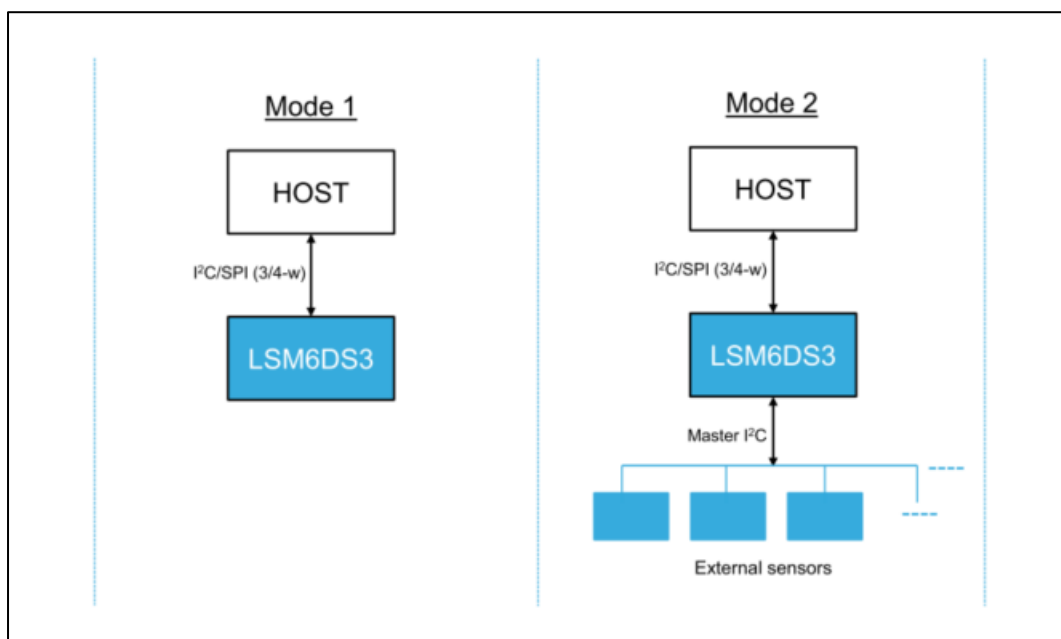 Mode 1
HOST
I²C/SPI (3/4-w)
LSM6DS3
Mode 2
HOST
I²C/SPI (3/4-w)
LSM6DS3
Master I²C
External sensors